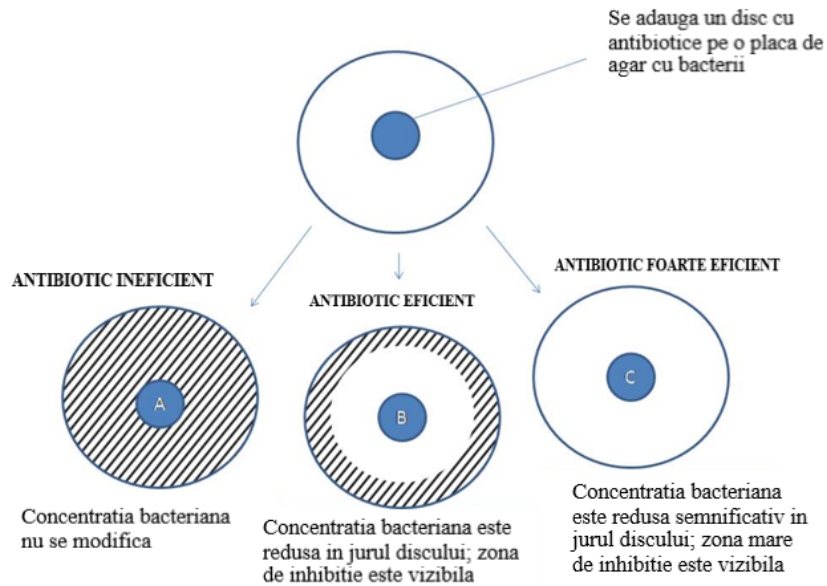 Se adauga un disc cu
antibiotice pe o placa de
agar cu bacterii
ANTIBIOTIC INEFICIENT
ANTIBIOTIC EFICIENT
ANTIBIOTIC FOARTE EFICIENT
A
B
C
Concentratia bacteriana
nu se modifica
Concentratia bacteriana este
redusa in jurul discului; zona
de inhibitie este vizibila
Concentratia bacteriana
este redusa semnificativ in
jurul discului; zona mare
de inhibitie este vizibila